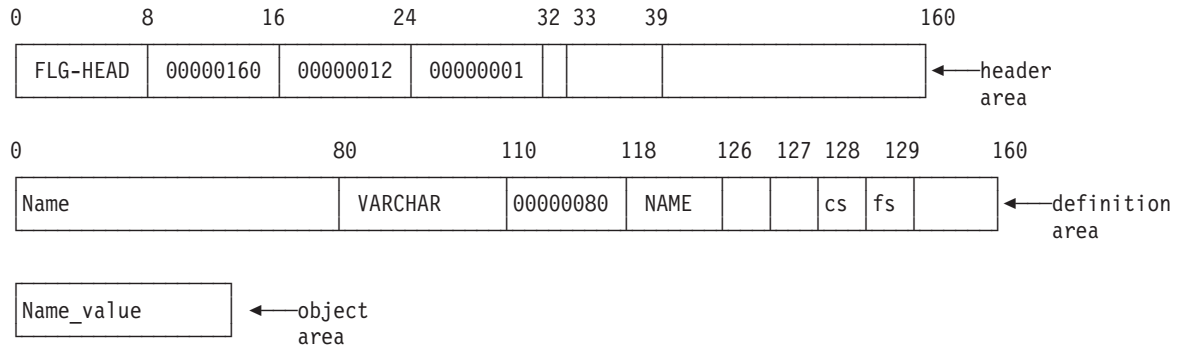 0 8 16 24 32 33 39 160
FLG-HEAD 00000160 00000012 00000001 header
area
0 80 110 118 126 127 128 129 160
Name VARCHAR 00000080 NAME cs fs definition
area
Name_value object
area